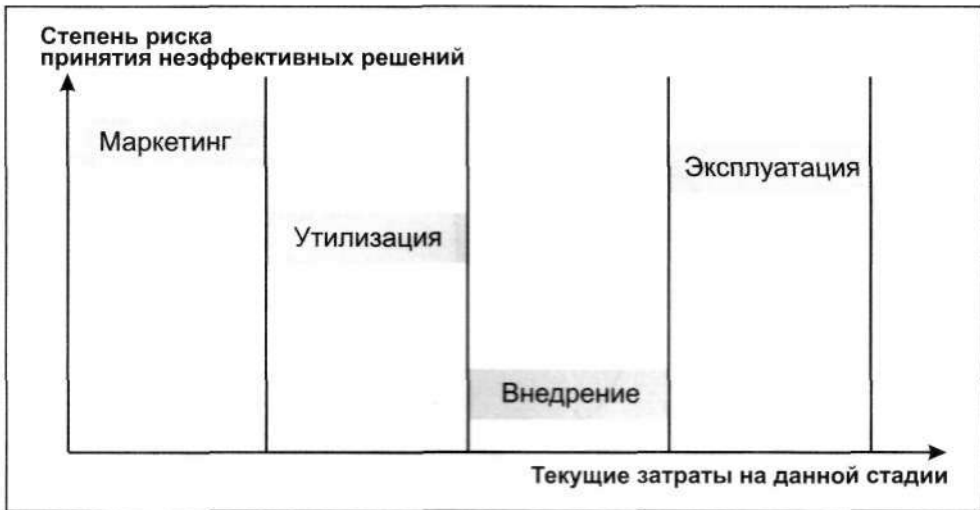 Степень риска
принятия неэффективных решений
Маркетинг
Эксплуатация
Утилизация
Внедрение
Текущие затраты на данной стадии